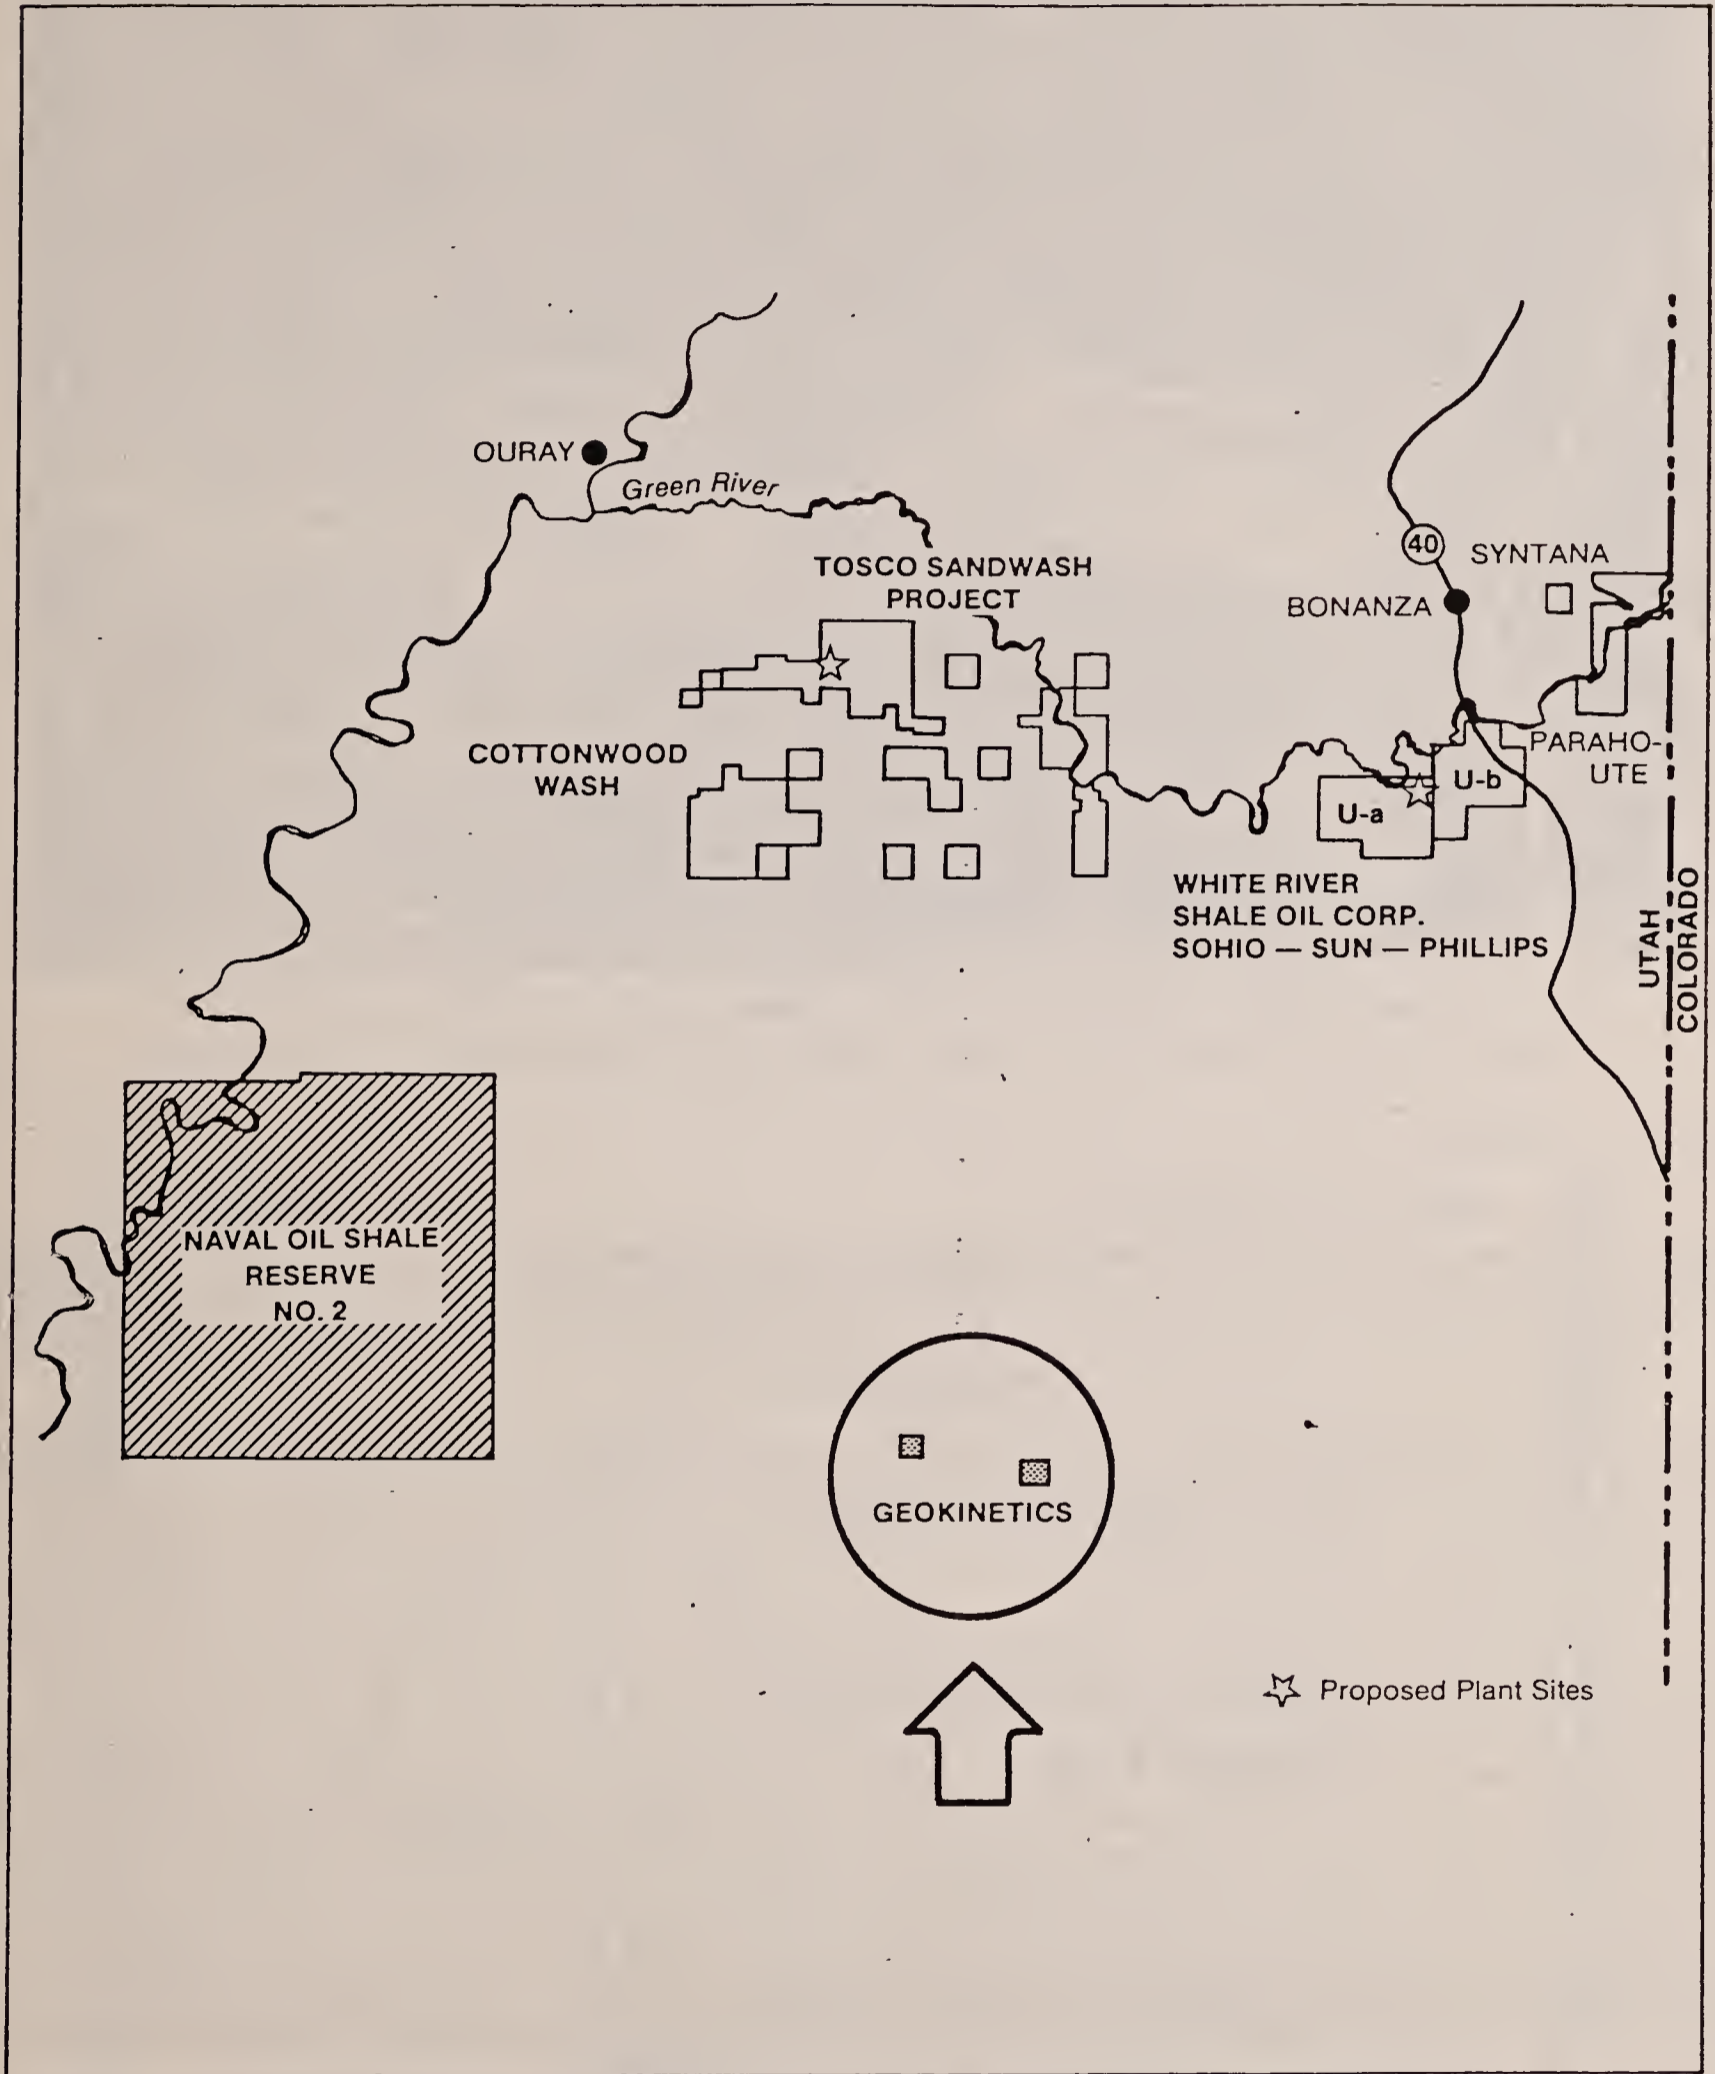 OURAY
Green River
TOSCO SANDWASH
PROJECT
40
SYNTANA
BONANZA
COTTONWOOD
WASH
PARAHO-
UTE
U-b
U-a
WHITE RIVER
SHALE OIL CORP.
SOHIO — SUN — PHILLIPS
UTAH
COLORADO
NAVAL OIL SHALE
RESERVE
NO. 2
GEOKINETICS
Proposed Plant Sites